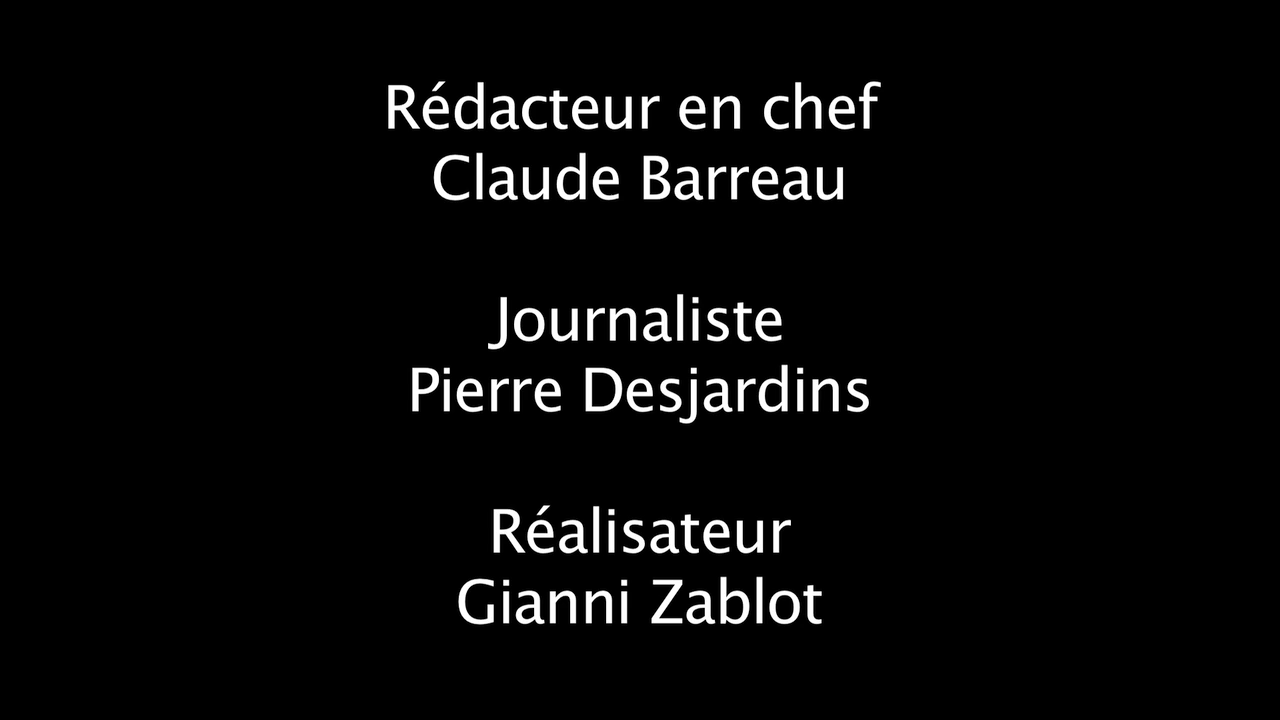 Rédacteur en chef
Claude Barreau
Journaliste
Pierre Desjardins
Réalisateur
Gianni Zablot